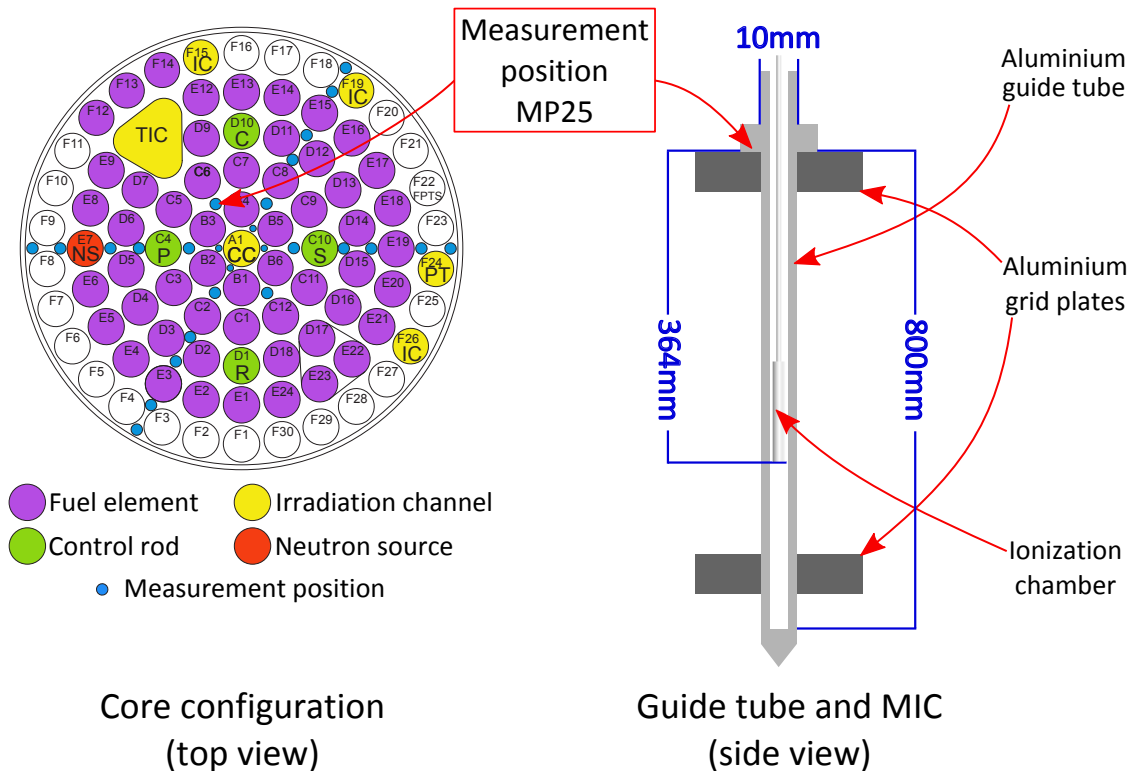 Measurement
position
MP25
10mm
Aluminium
guide tube
Aluminium
grid plates
Ionization
chamber
364mm
800mm
F16
F17
F15
IC
F18
F14
F19
IC
F13
E12
E13
E14
F12
TIC
D9
D10
C
D11
E15
E16
F20
F11
E9
C7
D12
E17
F21
F10
D7
C6
C8
D13
F22
FPTS
E8
C5
4
C9
E18
F9
D6
B3
B5
D14
F23
E7
NS
C4
P
A1
CC
C10
S
E19
F8
D5
B2
B6
D15
F24
PT
E6
C3
B1
C11
E20
F7
D4
C2
C12
D16
F25
E5
D3
C1
D17
E21
F6
E4
D2
D1
R
D18
E22
F26
IC
F5
E3
E2
E1
E24
E23
F27
F4
F3
F2
F1
F30
F29
F28
Fuel element
Irradiation channel
Control rod
Neutron source
Measurement position
Core configuration
(top view)
Guide tube and MIC
(side view)